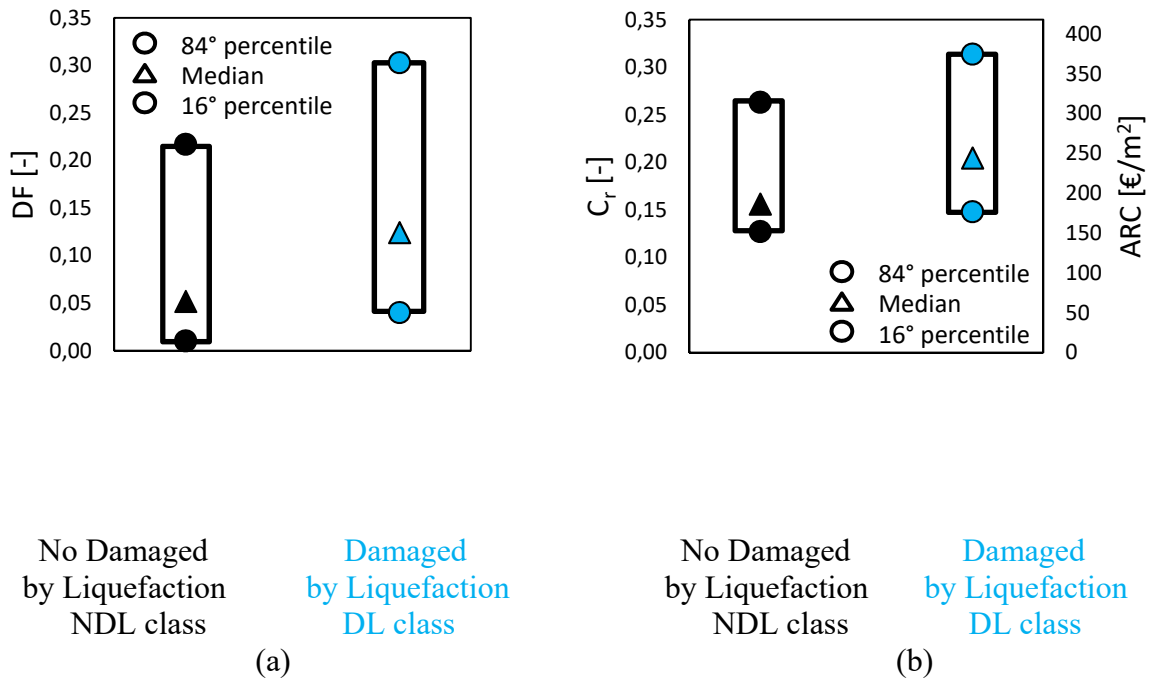 0,35
0,30
0,25
0,20
0,15
0,10
0,05
0,00
DF [-]
84° percentile
Median
16° percentile
No Damaged
by Liquefaction
NDL class
Damaged
by Liquefaction
DL class
(a)
0,35
0,30
0,25
0,20
0,15
0,10
0,05
0,00
Cr [-]
84° percentile
Median
16° percentile
400
350
300
250
200
150
100
50
0
ARC [€/m²]
No Damaged
by Liquefaction
NDL class
Damaged
by Liquefaction
DL class
(b)